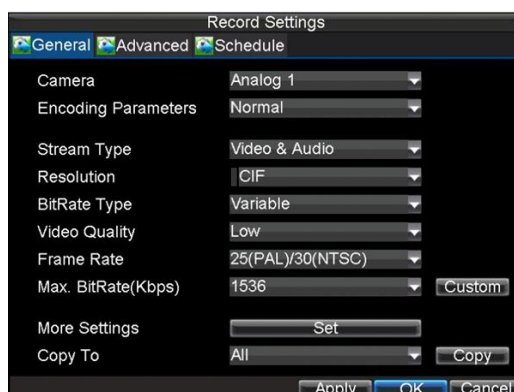 Record Settings
General Advanced Schedule
Camera Analog 1
Encoding Parameters Normal
Stream Type Video & Audio
Resolution CIF
BitRate Type Variable
Video Quality Low
Frame Rate 25(PAL)/30(NTSC)
Max. BitRate(Kbps) 1536 Custom
More Settings Set
Copy To All Copy
Apply OK Cancel